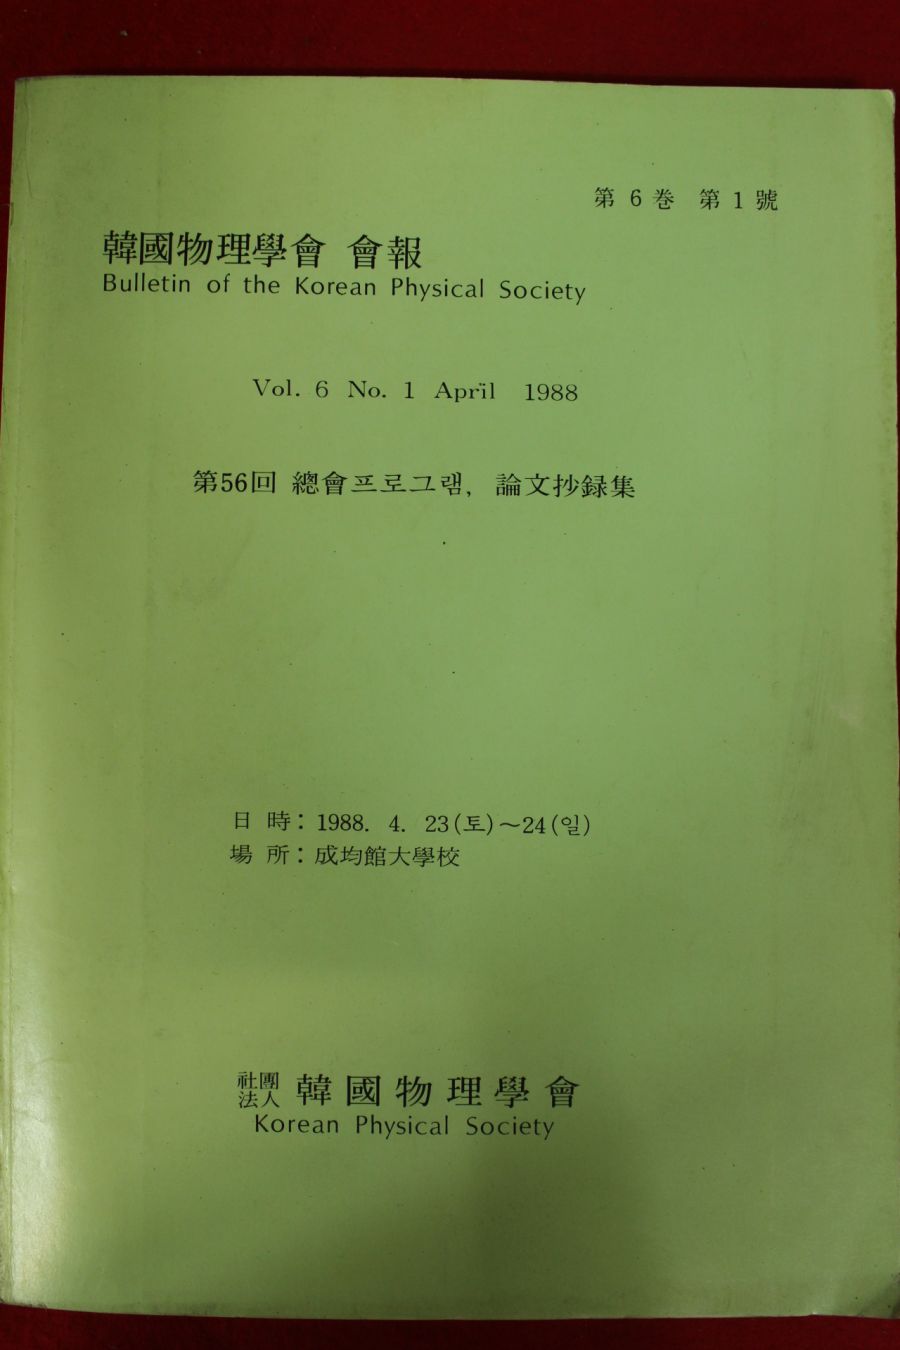 第 6 卷 第 1 號
韓國物理學會 會報
Bulletin of the Korean Physical Society
Vol. 6 No. 1 April 1988
第56回 總會프로그램, 論文抄録集
日 時: 1988. 4. 23(토)~24(일)
場 所: 成均館大學校
社團法人 韓國物理學會
Korean Physical Society